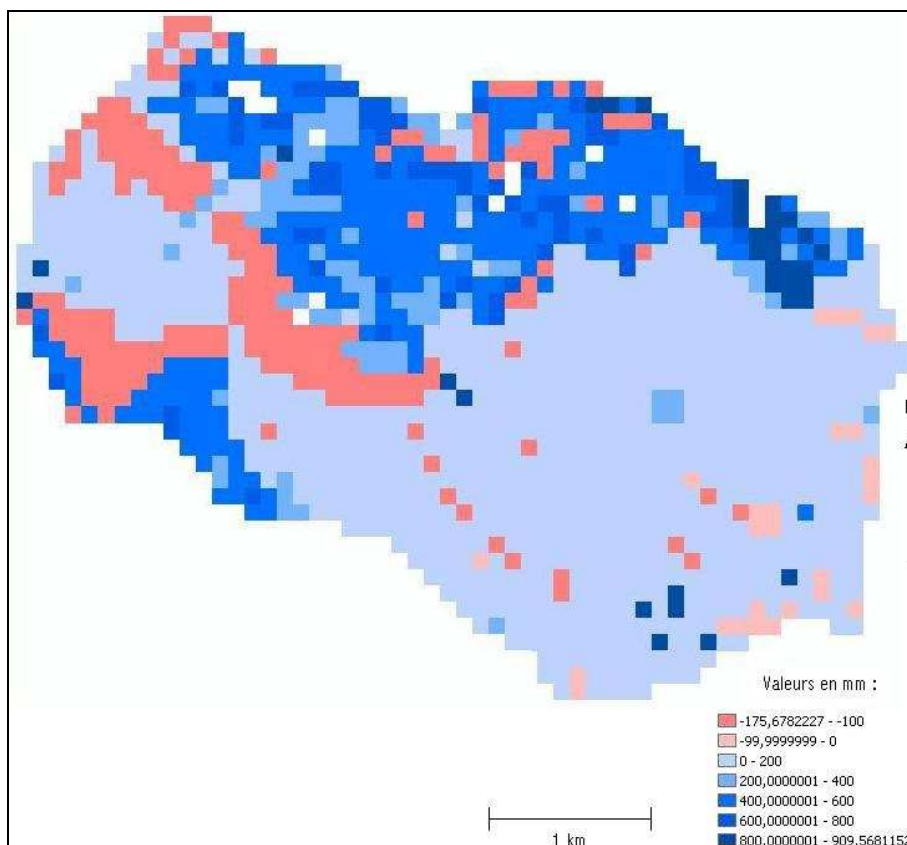 Valeurs en mm :
-175,6782227 - -100
-99,9999999 - 0
0 - 200
200,0000001 - 400
400,0000001 - 600
600,0000001 - 800
800,0000001 - 909,5681152
1 km